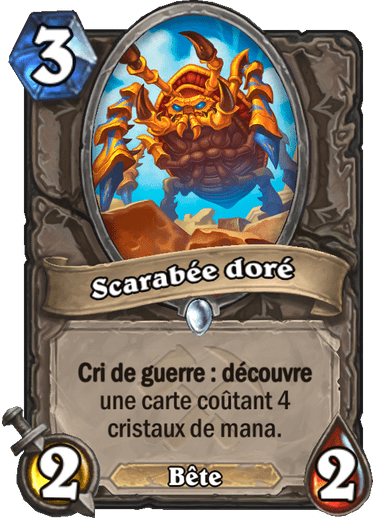 3
Scarabée doré
Cri de guerre : découvre
une carte coûtant 4
cristaux de mana.
2
Bête
2